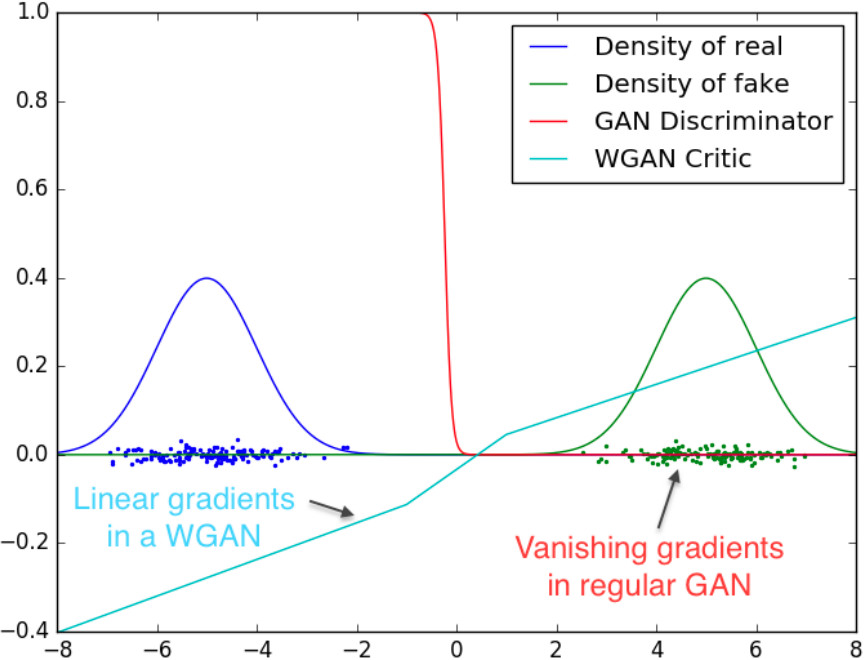 1.0
0.8
0.6
0.4
0.2
0.0
−0.2
−0.4
−8
−6
−4
−2
0
2
4
6
8
Density of real
Density of fake
GAN Discriminator
WGAN Critic
Linear gradients
in a WGAN
Vanishing gradients
in regular GAN